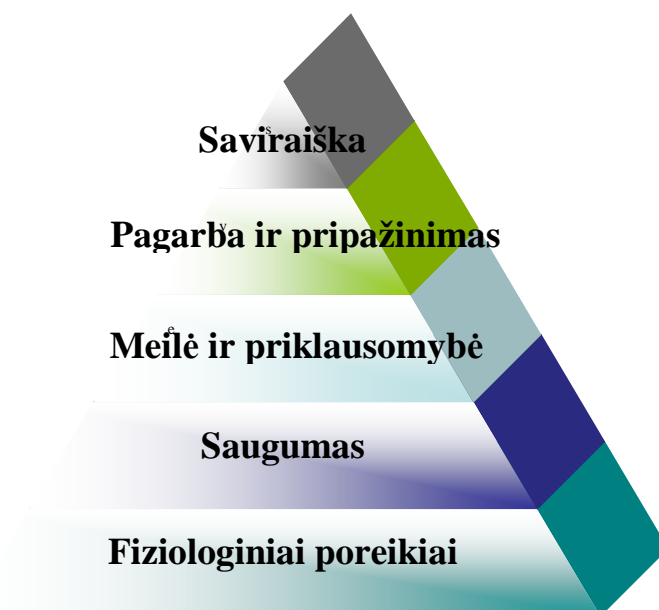 Saviraiška
s
Pagarba ir pripažinimas
v
Meilė ir priklausomybė
e
Saugumas
Fiziologiniai poreikiai